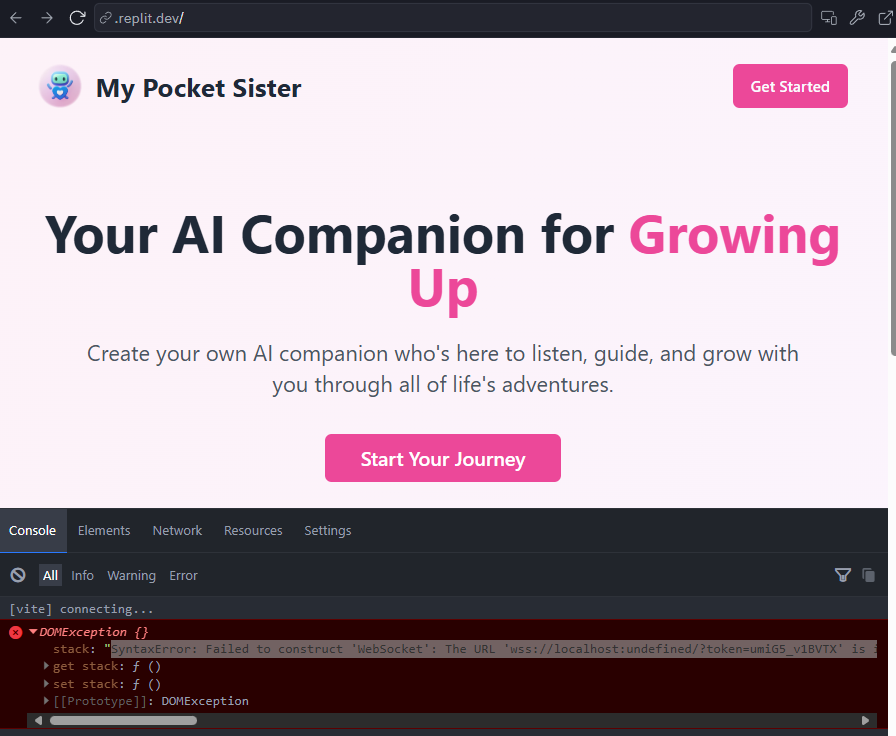 .replit.dev/
My Pocket Sister
Get Started
Your AI Companion for Growing
Up
Create your own AI companion who's here to listen, guide, and grow with
you through all of life's adventures.
Start Your Journey
Console Elements Network Resources Settings
All Info Warning Error
[vite] connecting...
DOMException {}
stack: "SyntaxError: Failed to construct 'WebSocket': The URL 'wss://localhost:undefined/?token=umiG5_v1BVTX' is i
get stack: ƒ ()
set stack: ƒ ()
[[Prototype]]: DOMException